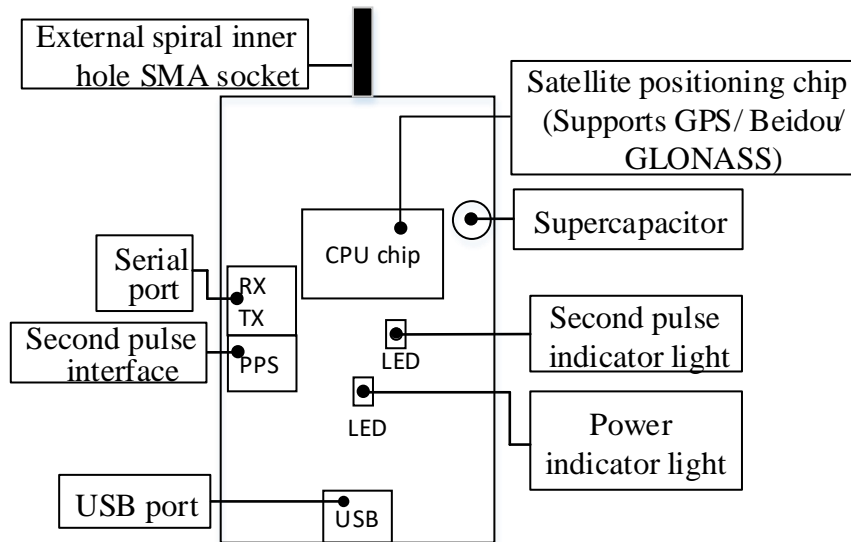 External spiral inner
hole SMA socket
Satellite positioning chip
(Supports GPS/ Beidou/
GLONASS)
CPU chip
Supercapacitor
Serial
port
RX
TX
Second pulse
interface
PPS
LED
Second pulse
indicator light
LED
Power
indicator light
USB port
USB